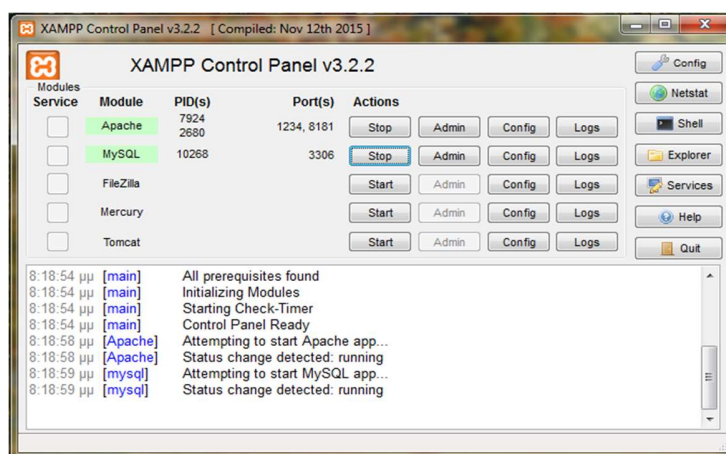 XAMPP Control Panel v3.2.2 [ Compiled: Nov 12th 2015 ]
XAMPP Control Panel v3.2.2
Config
Modules
Service Module PID(s) Port(s) Actions
Netstat
Apache 7924 2680 1234, 8181 Stop Admin Config Logs
Shell
MySQL 10268 3306 Stop Admin Config Logs
Explorer
FileZilla Start Admin Config Logs
Services
Mercury Start Admin Config Logs
Help
Tomcat Start Admin Config Logs
Quit
8:18:54 μμ [main] All prerequisites found
8:18:54 μμ [main] Initializing Modules
8:18:54 μμ [main] Starting Check-Timer
8:18:54 μμ [main] Control Panel Ready
8:18:58 μμ [Apache] Attempting to start Apache app...
8:18:58 μμ [Apache] Status change detected: running
8:18:59 μμ [mysql] Attempting to start MySQL app...
8:18:59 μμ [mysql] Status change detected: running